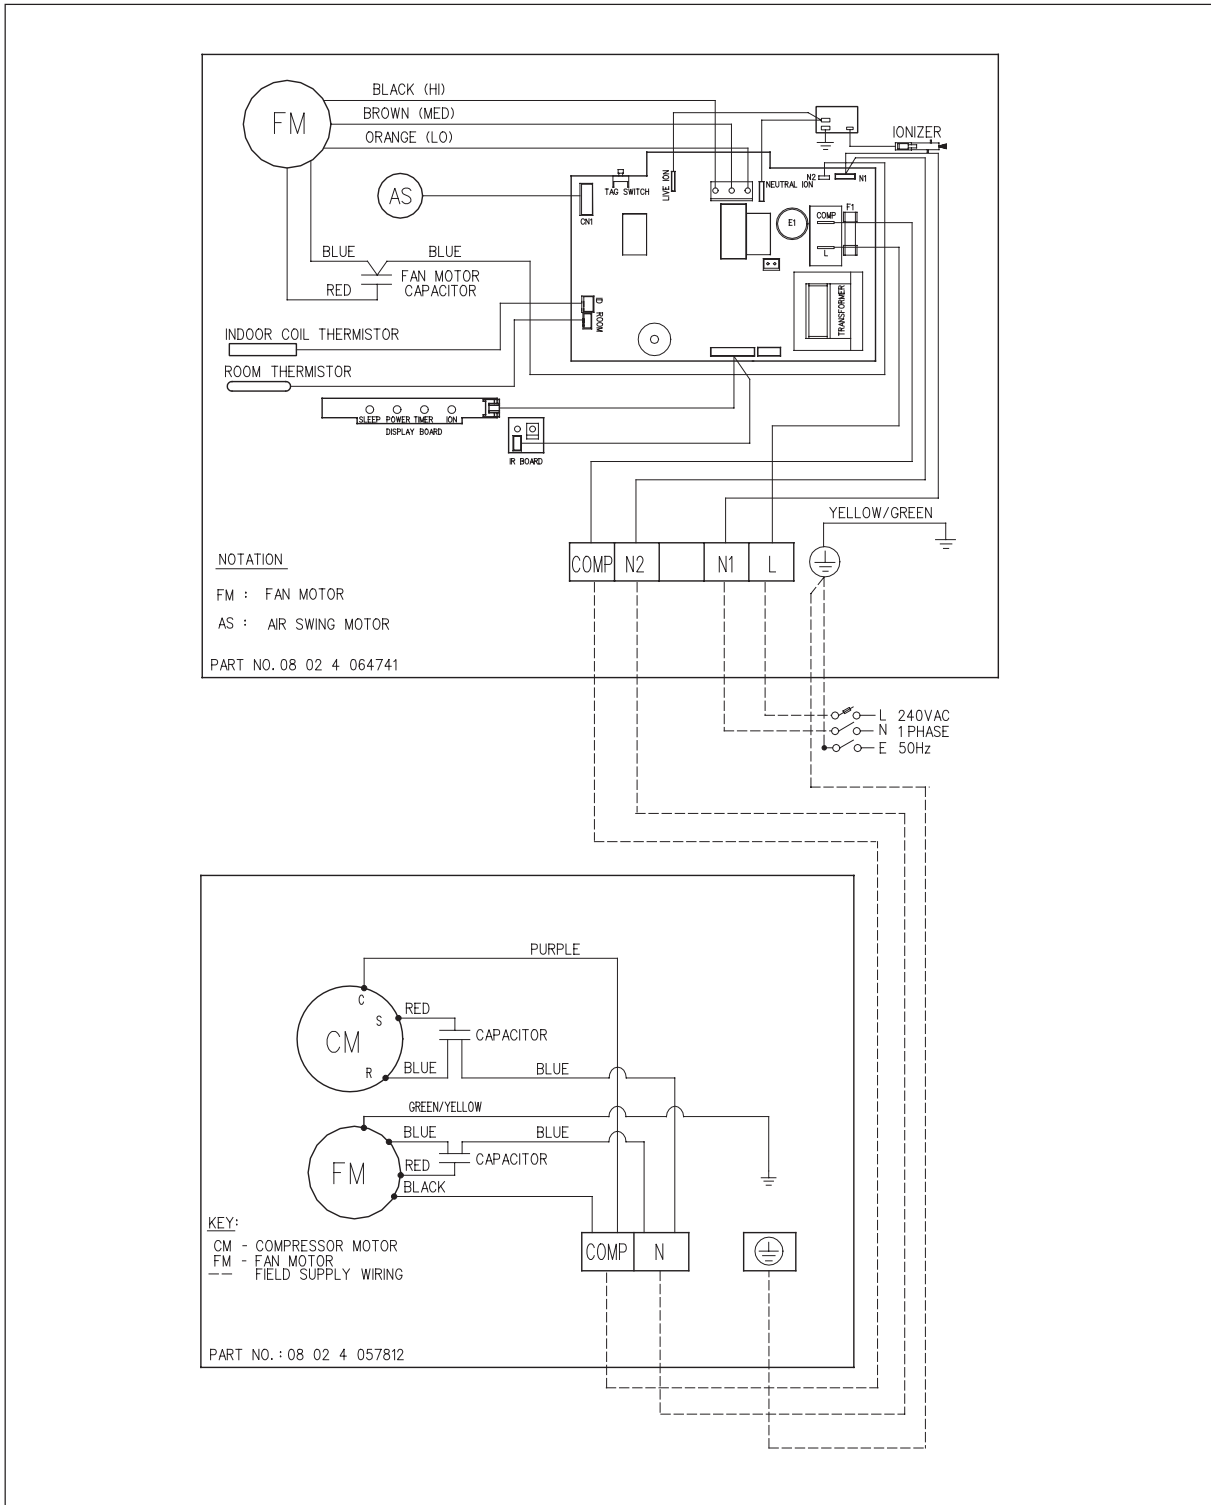 BLACK (HI)
BROWN (MED)
ORANGE (LO)
FM
IONIZER
AS
TAG SWITCH
LIVE ION
NEUTRAL ION
N2
N1
CN1
E1
COMP
F1
L
BLUE
BLUE
FAN MOTOR
CAPACITOR
RED
ID
ROOM
TRANSFORMER
INDOOR COIL THERMISTOR
ROOM THERMISTOR
SLEEP POWER TIMER ION
DISPLAY BOARD
IR BOARD
YELLOW/GREEN
COMP N2 N1 L
NOTATION
FM : FAN MOTOR
AS : AIR SWING MOTOR
PART NO. 08 02 4 064741
L 240VAC
N 1 PHASE
E 50Hz
PURPLE
C
RED
S
CM
CAPACITOR
R
BLUE
BLUE
GREEN/YELLOW
BLUE
BLUE
FM
RED
CAPACITOR
BLACK
KEY:
CM - COMPRESSOR MOTOR
FM - FAN MOTOR
FIELD SUPPLY WIRING
COMP N
PART NO. : 08 02 4 057812